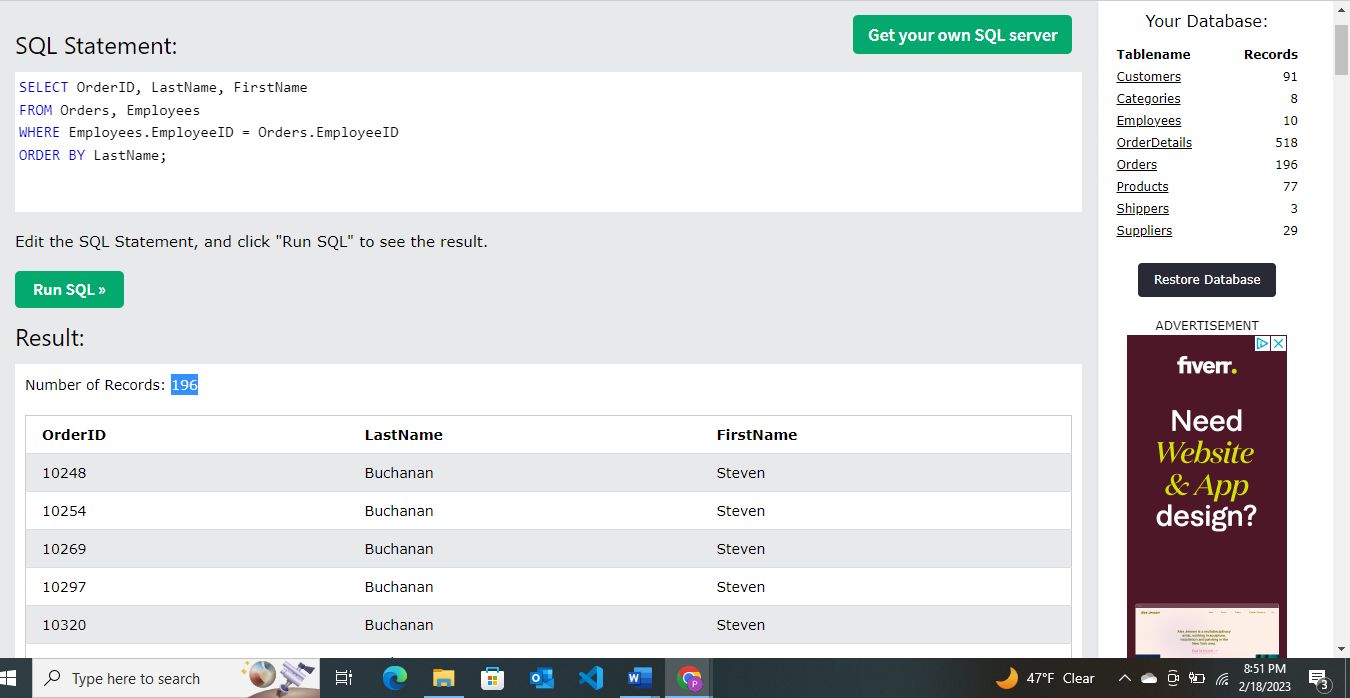 SQL Statement:
Get your own SQL server
SELECT OrderID, LastName, FirstName
FROM Orders, Employees
WHERE Employees.EmployeeID = Orders.EmployeeID
ORDER BY LastName;
Edit the SQL Statement, and click "Run SQL" to see the result.
Run SQL »
Result:
Number of Records: 196
OrderID LastName FirstName
10248 Buchanan Steven
10254 Buchanan Steven
10269 Buchanan Steven
10297 Buchanan Steven
10320 Buchanan Steven
Your Database:
Tablename Records
Customers 91
Categories 8
Employees 10
OrderDetails 518
Orders 196
Products 77
Shippers 3
Suppliers 29
Restore Database
ADVERTISEMENT
fiverr.
Need
Website
& App
design?
Type here to search
47°F Clear
8:51 PM
2/18/2023
3